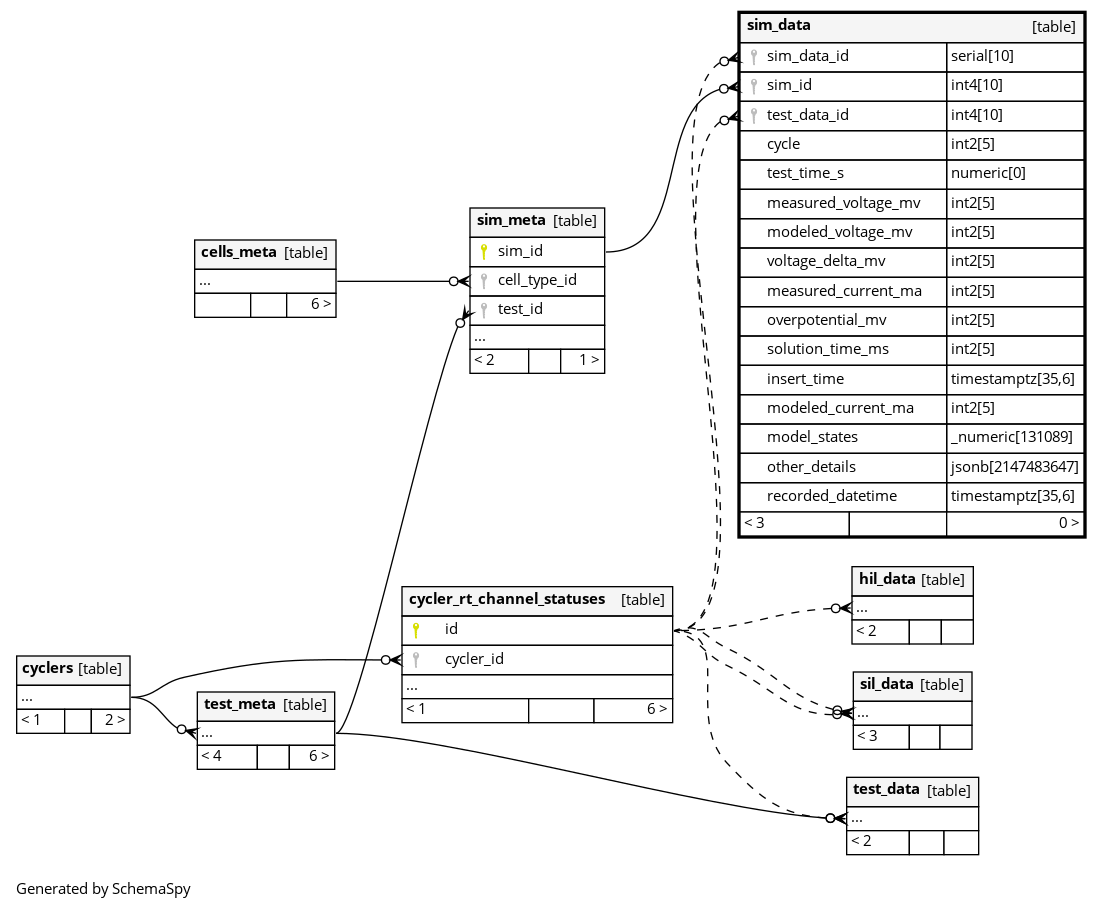 sim_data [table]
sim_data_id serial[10]
sim_id int4[10]
test_data_id int4[10]
cycle int2[5]
test_time_s numeric[0]
measured_voltage_mv int2[5]
modeled_voltage_mv int2[5]
voltage_delta_mv int2[5]
measured_current_ma int2[5]
overpotential_mv int2[5]
solution_time_ms int2[5]
insert_time timestamptz[35,6]
modeled_current_ma int2[5]
model_states _numeric[131089]
other_details jsonb[2147483647]
recorded_datetime timestamptz[35,6]
< 3 0 >
sim_meta [table]
sim_id
cell_type_id
test_id
...
< 2 1 >
cells_meta [table]
...
6 >
cycler_rt_channel_statuses [table]
id
cycler_id
...
< 1 6 >
hil_data [table]
...
< 2
cyclers [table]
...
< 1 2 >
test_meta [table]
...
< 4 6 >
sil_data [table]
...
< 3
test_data [table]
...
< 2
Generated by SchemaSpy